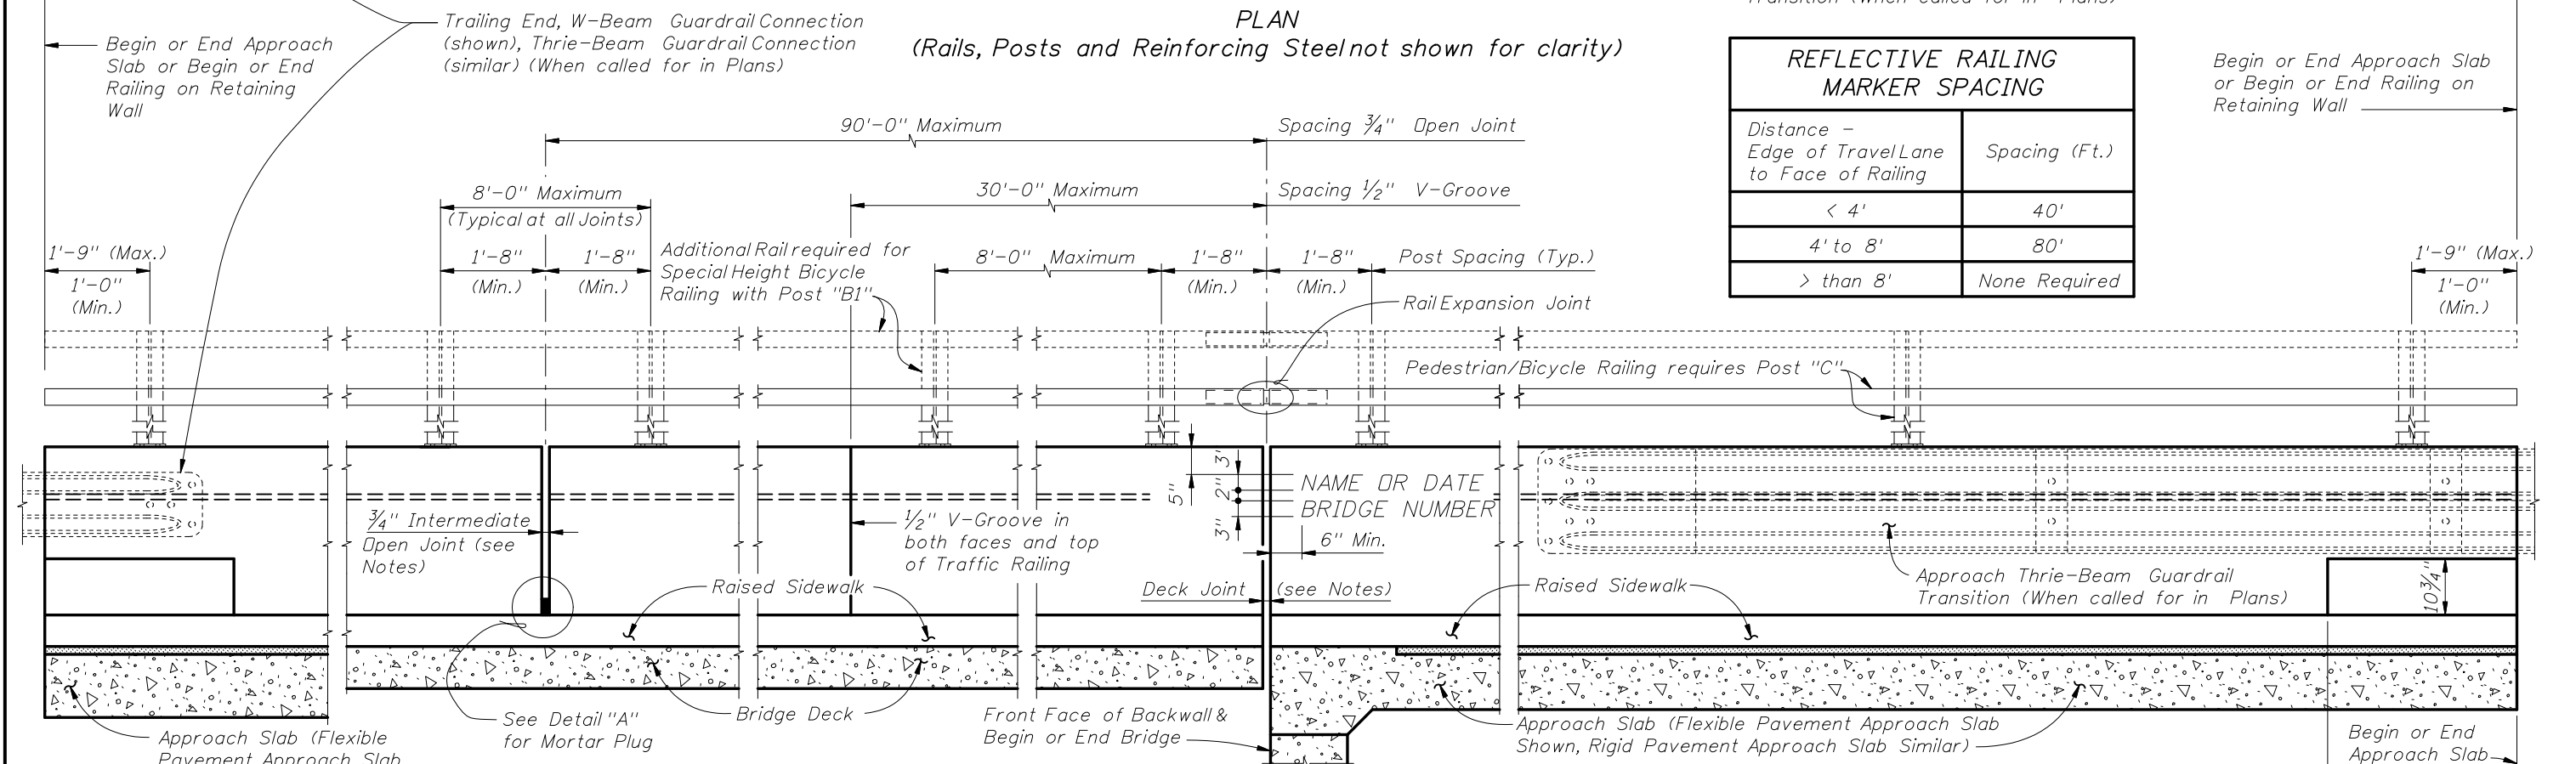 Trailing End, W-Beam Guardrail Connection
(shown), Thrie-Beam Guardrail Connection
(similar) (When called for in Plans)
PLAN
(Rails, Posts and Reinforcing Steel not shown for clarity)
Transition (When called for in Plans)
Begin or End Approach
Slab or Begin or End
Railing on Retaining
Wall
REFLECTIVE RAILING
MARKER SPACING
Distance -
Edge of Travel Lane
to Face of Railing
Spacing (Ft.)
< 4'
40'
4' to 8'
80'
> than 8'
None Required
Begin or End Approach Slab
or Begin or End Railing on
Retaining Wall
90'-0" Maximum
Spacing 3/4" Open Joint
8'-0" Maximum
(Typical at all Joints)
30'-0" Maximum
Spacing 1/2" V-Groove
1'-9" (Max.)
1'-0"
(Min.)
1'-8"
(Min.)
1'-8"
(Min.)
Additional Rail required for
Special Height Bicycle
Railing with Post "B1"
8'-0" Maximum
1'-8"
(Min.)
1'-8"
(Min.)
Post Spacing (Typ.)
Rail Expansion Joint
1'-9" (Max.)
1'-0"
(Min.)
Pedestrian/Bicycle Railing requires Post "C"
5"
3"
2"
3"
NAME OR DATE
BRIDGE NUMBER
6" Min.
3/4" Intermediate
Open Joint (see
Notes)
1/2" V-Groove in
both faces and top
of Traffic Railing
Raised Sidewalk
Deck Joint (see Notes)
Raised Sidewalk
Approach Thrie-Beam Guardrail
Transition (When called for in Plans)
10 3/4"
See Detail "A"
for Mortar Plug
Bridge Deck
Front Face of Backwall &
Begin or End Bridge
Approach Slab (Flexible Pavement Approach Slab
Shown, Rigid Pavement Approach Slab Similar)
Approach Slab (Flexible
Pavement Approach Slab
Begin or End
Approach Slab